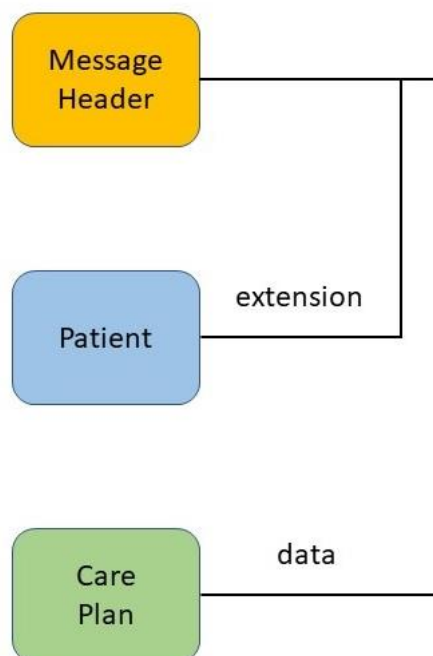 Message
Header
extension
Patient
data
Care
Plan